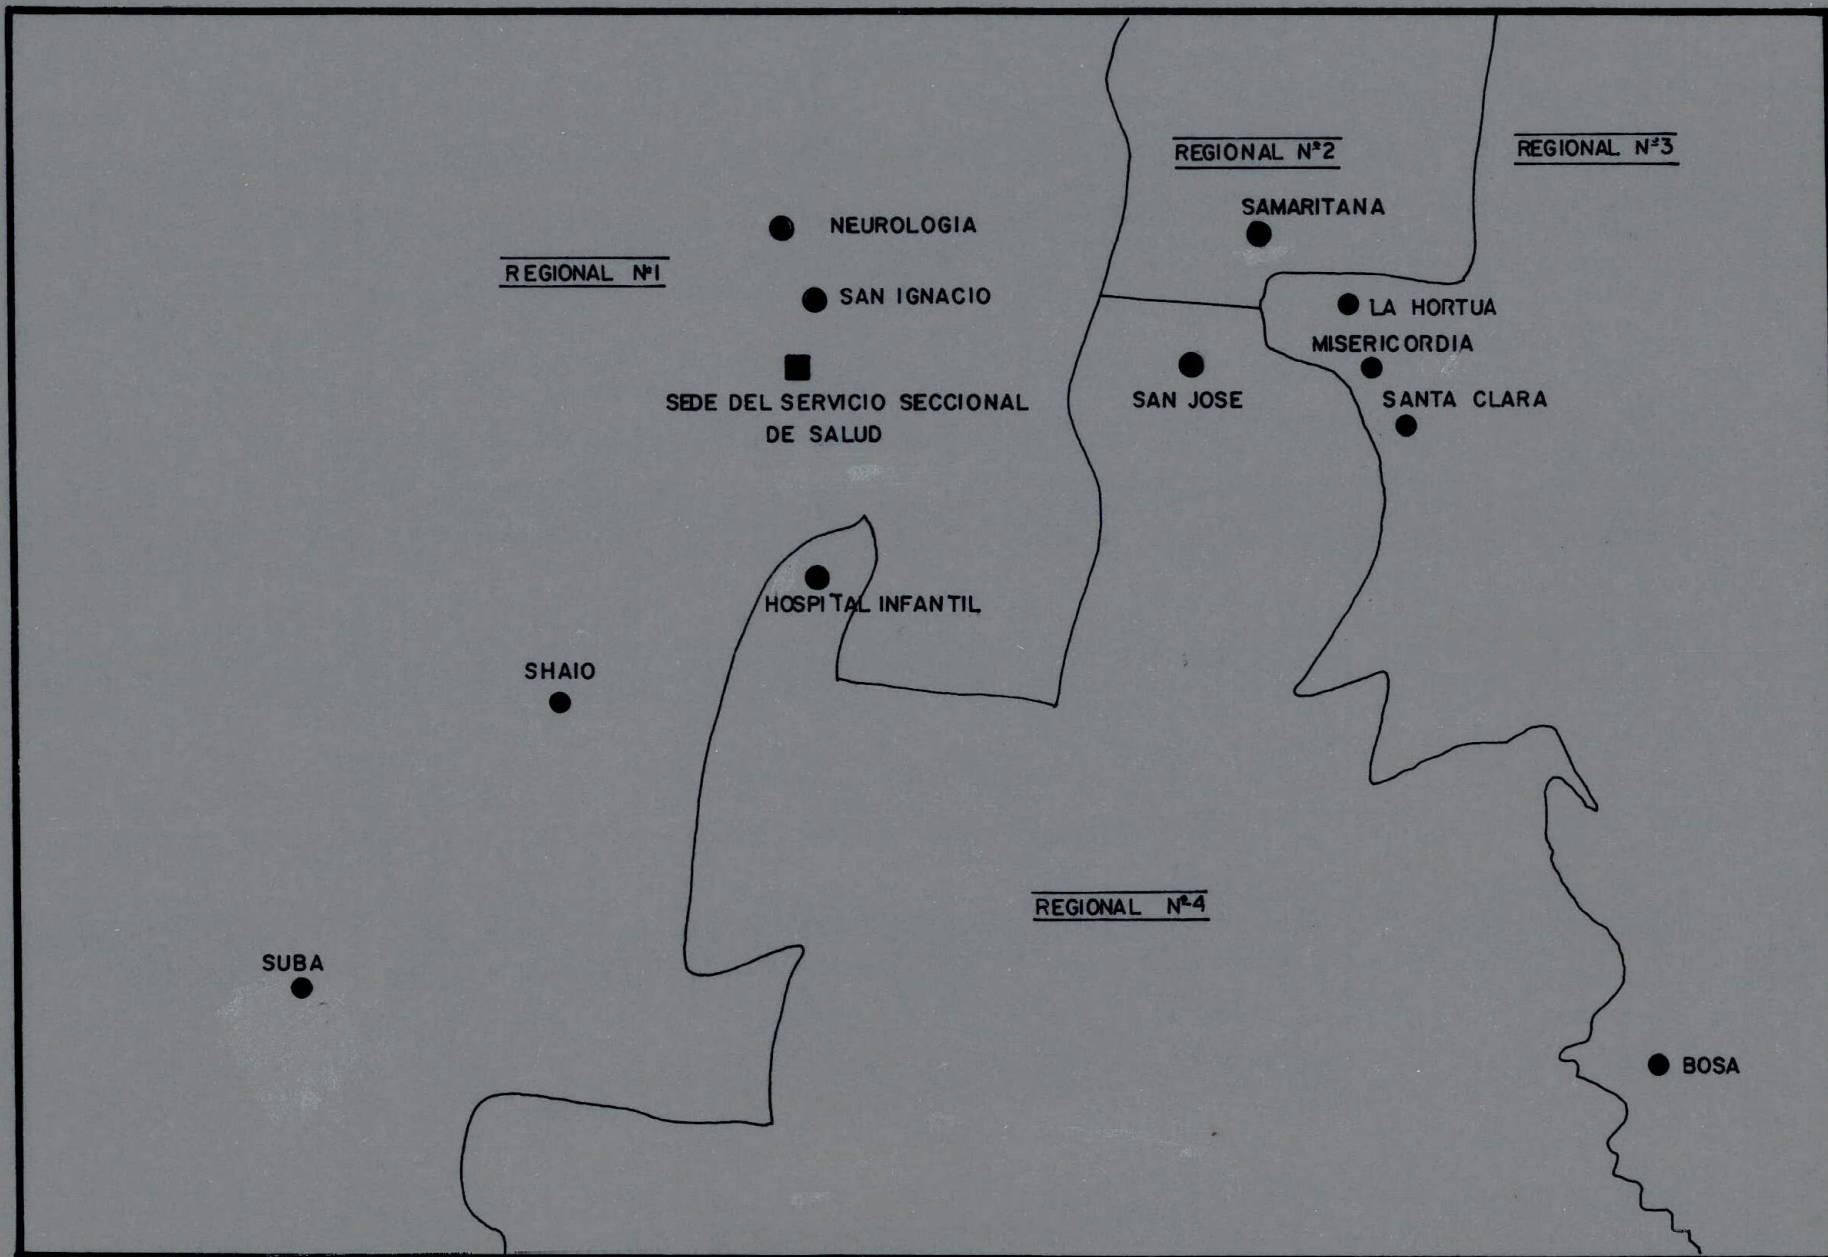 REGIONAL Nº2
REGIONAL Nº3
SAMARITANA
NEUROLOGIA
REGIONAL Nº1
SAN IGNACIO
LA HORTUA
MISERICORDIA
SEDE DEL SERVICIO SECCIONAL
DE SALUD
SAN JOSE
SANTA CLARA
HOSPITAL INFANTIL
SHAIO
REGIONAL Nº4
SUBA
BOSA